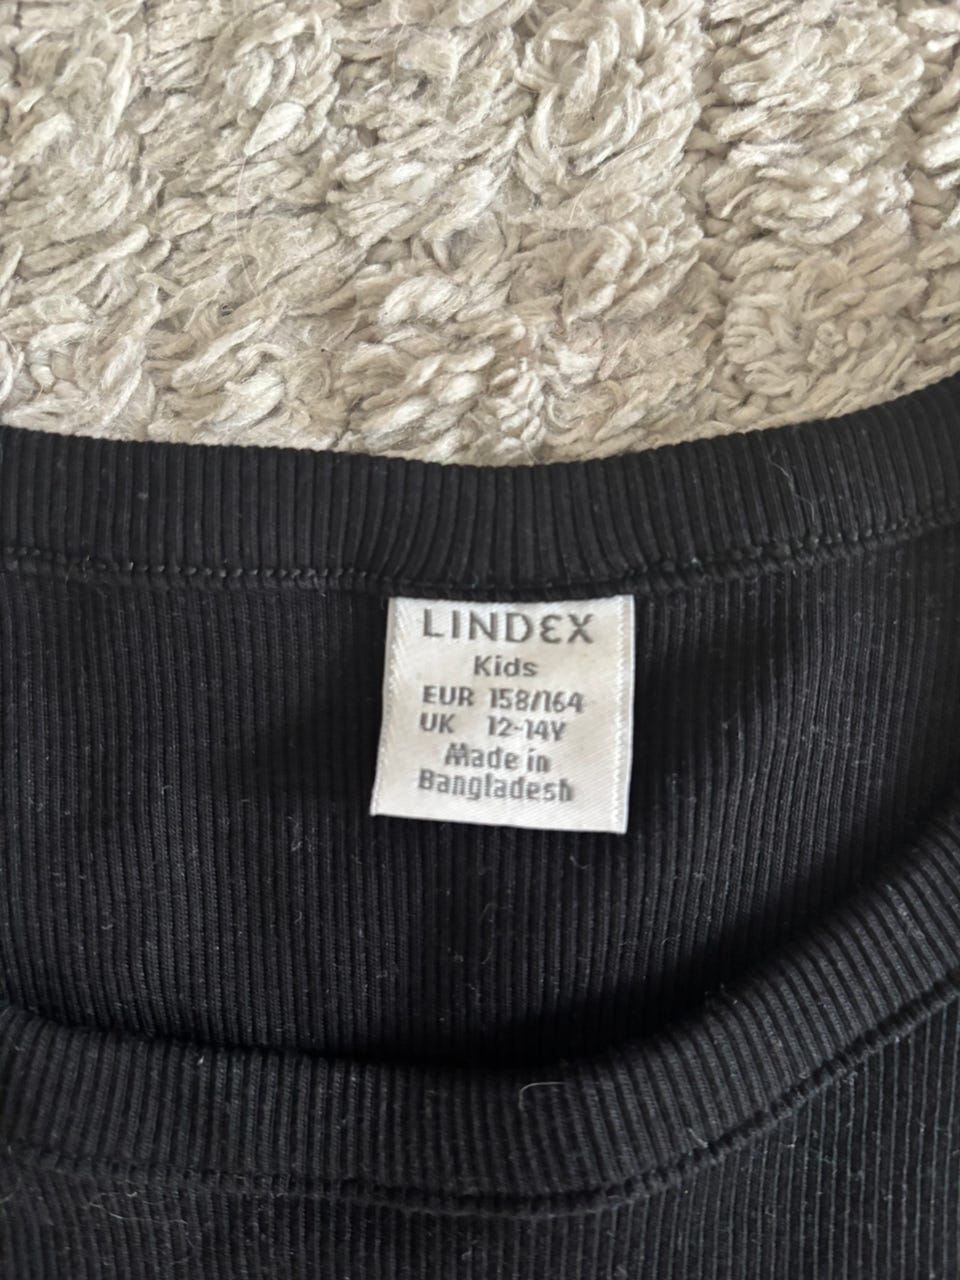 LINDEX
Kids
EUR 158/164
UK 12-14Y
Made in
Bangladesh